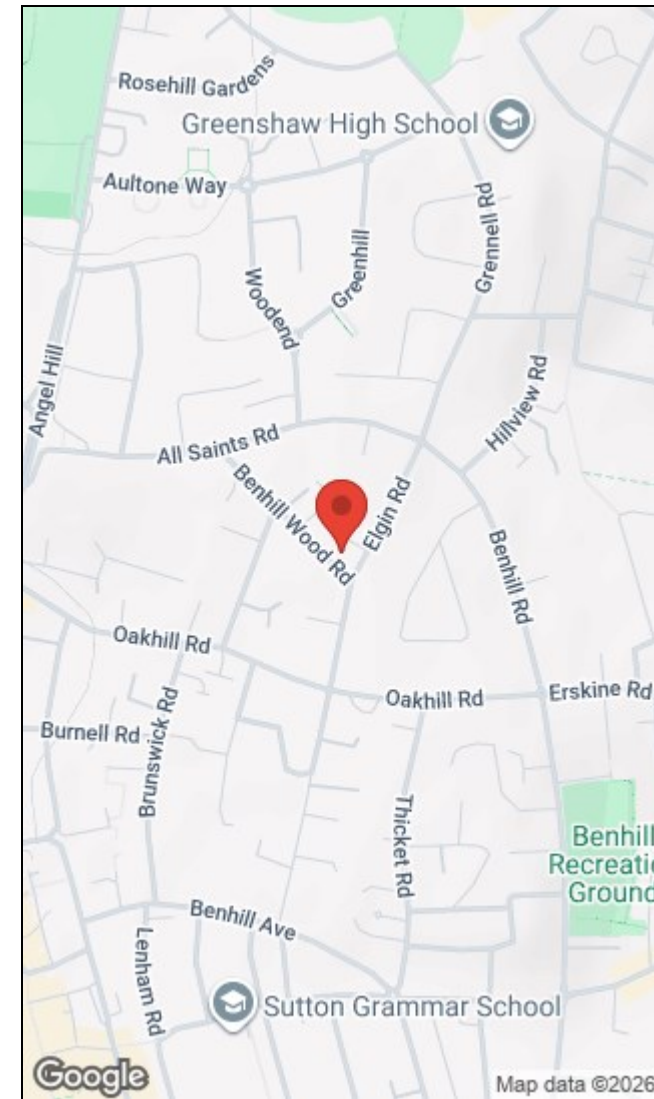 Rosehill Gardens
Greenshaw High School
Aultone Way
Grennell Rd
Greenhill
Woodend
Angel Hill
Hillview Rd
All Saints Rd
Benhill Wood Rd
Elgin Rd
Benhill Rd
Oakhill Rd
Oakhill Rd
Erskine Rd
Burnell Rd
Brunswick Rd
Thicket Rd
Benhill
Recreatio
Ground
Benhill Ave
Lenham Rd
Sutton Grammar School
Google
Map data ©2026